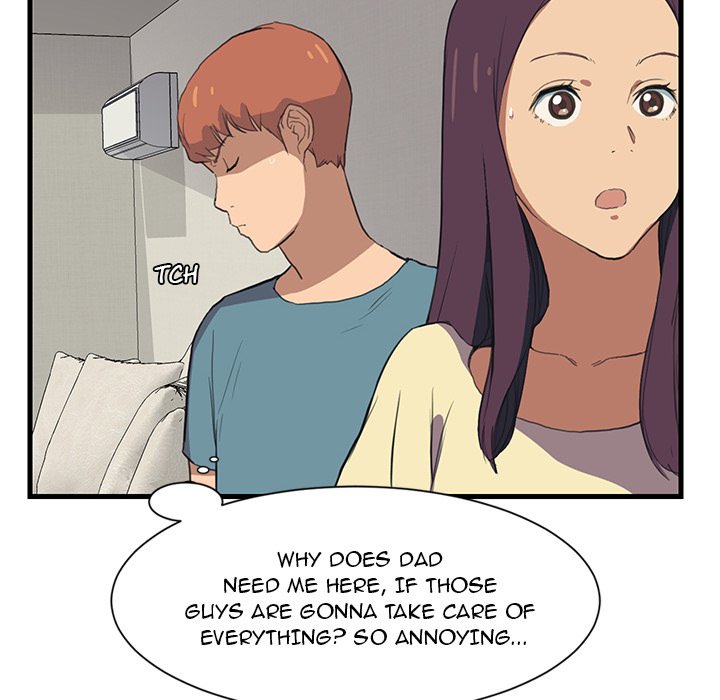 TCH
WHY DOES DAD
NEED ME HERE, IF THOSE
GUYS ARE GONNA TAKE CARE OF
EVERYTHING? SO ANNOYING...